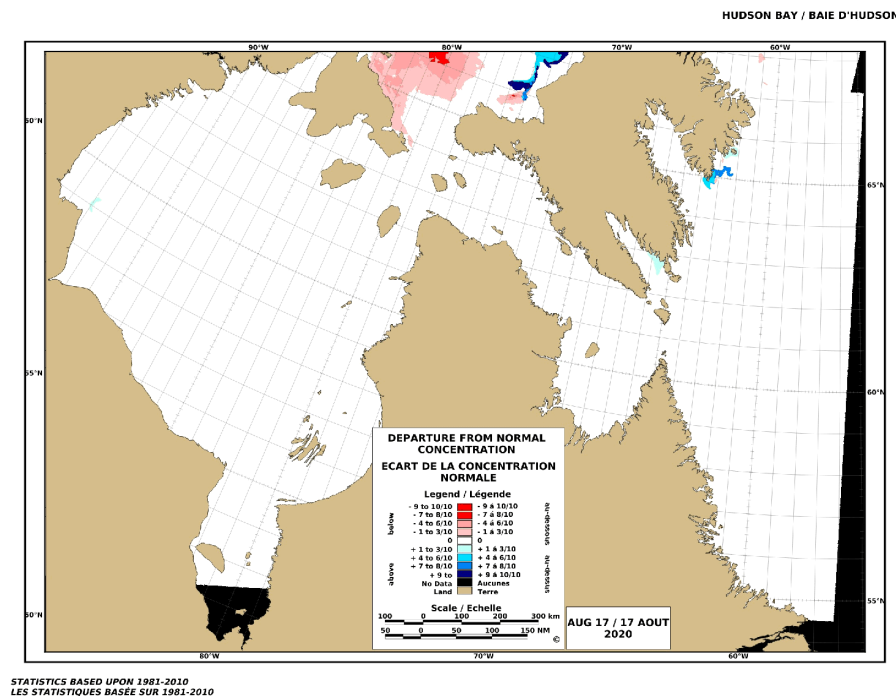 HUDSON BAY / BAIE D'HUDSON
90°W 80°W 70°W 60°W
60°N
65°N
DEPARTURE FROM NORMAL
CONCENTRATION
ECART DE LA CONCENTRATION
NORMALE
Legend / Légende
below
above
- 9 to 10/10 - 9 á 10/10
- 7 to 8/10 - 7 á 8/10
- 4 to 6/10 - 4 á 6/10
- 1 to 3/10 - 1 á 3/10
0 0
+ 1 to 3/10 + 1 á 3/10
+ 4 to 6/10 + 4 á 6/10
+ 7 to 8/10 + 7 á 8/10
+ 9 to + 9 á 10/10
No Data Aucunes
Land Terre
au-dessous
au-dessus
Scale / Echelle
100 0 100 200 300 km
50 0 50 100 150 NM
©
AUG 17 / 17 AOUT
2020
55°N
60°N
50°N
55°N
80°W 70°W 60°W
STATISTICS BASED UPON 1981-2010
LES STATISTIQUES BASÉE SUR 1981-2010